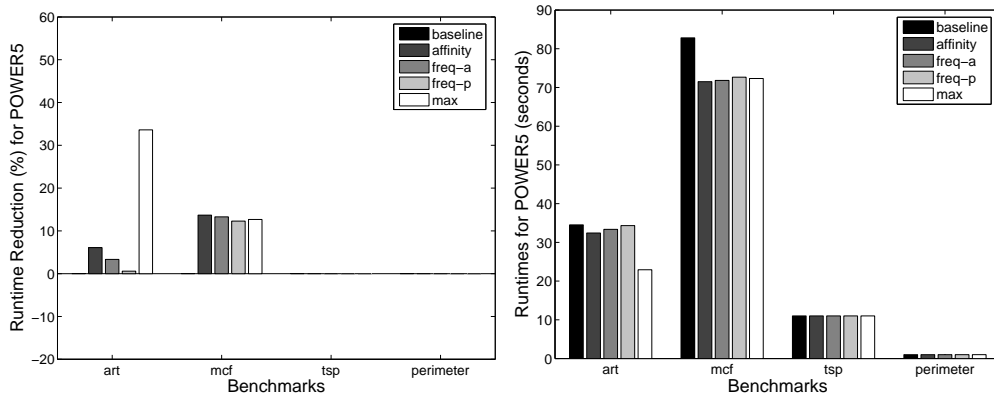 60
50
40
30
20
10
0
−10
−20
Runtime Reduction (%) for POWER5
baseline
affinity
freq−a
freq−p
max
art
mcf
tsp
perimeter
Benchmarks
90
80
70
60
50
40
30
20
10
0
Runtimes for POWER5 (seconds)
baseline
affinity
freq−a
freq−p
max
art
mcf
tsp
perimeter
Benchmarks